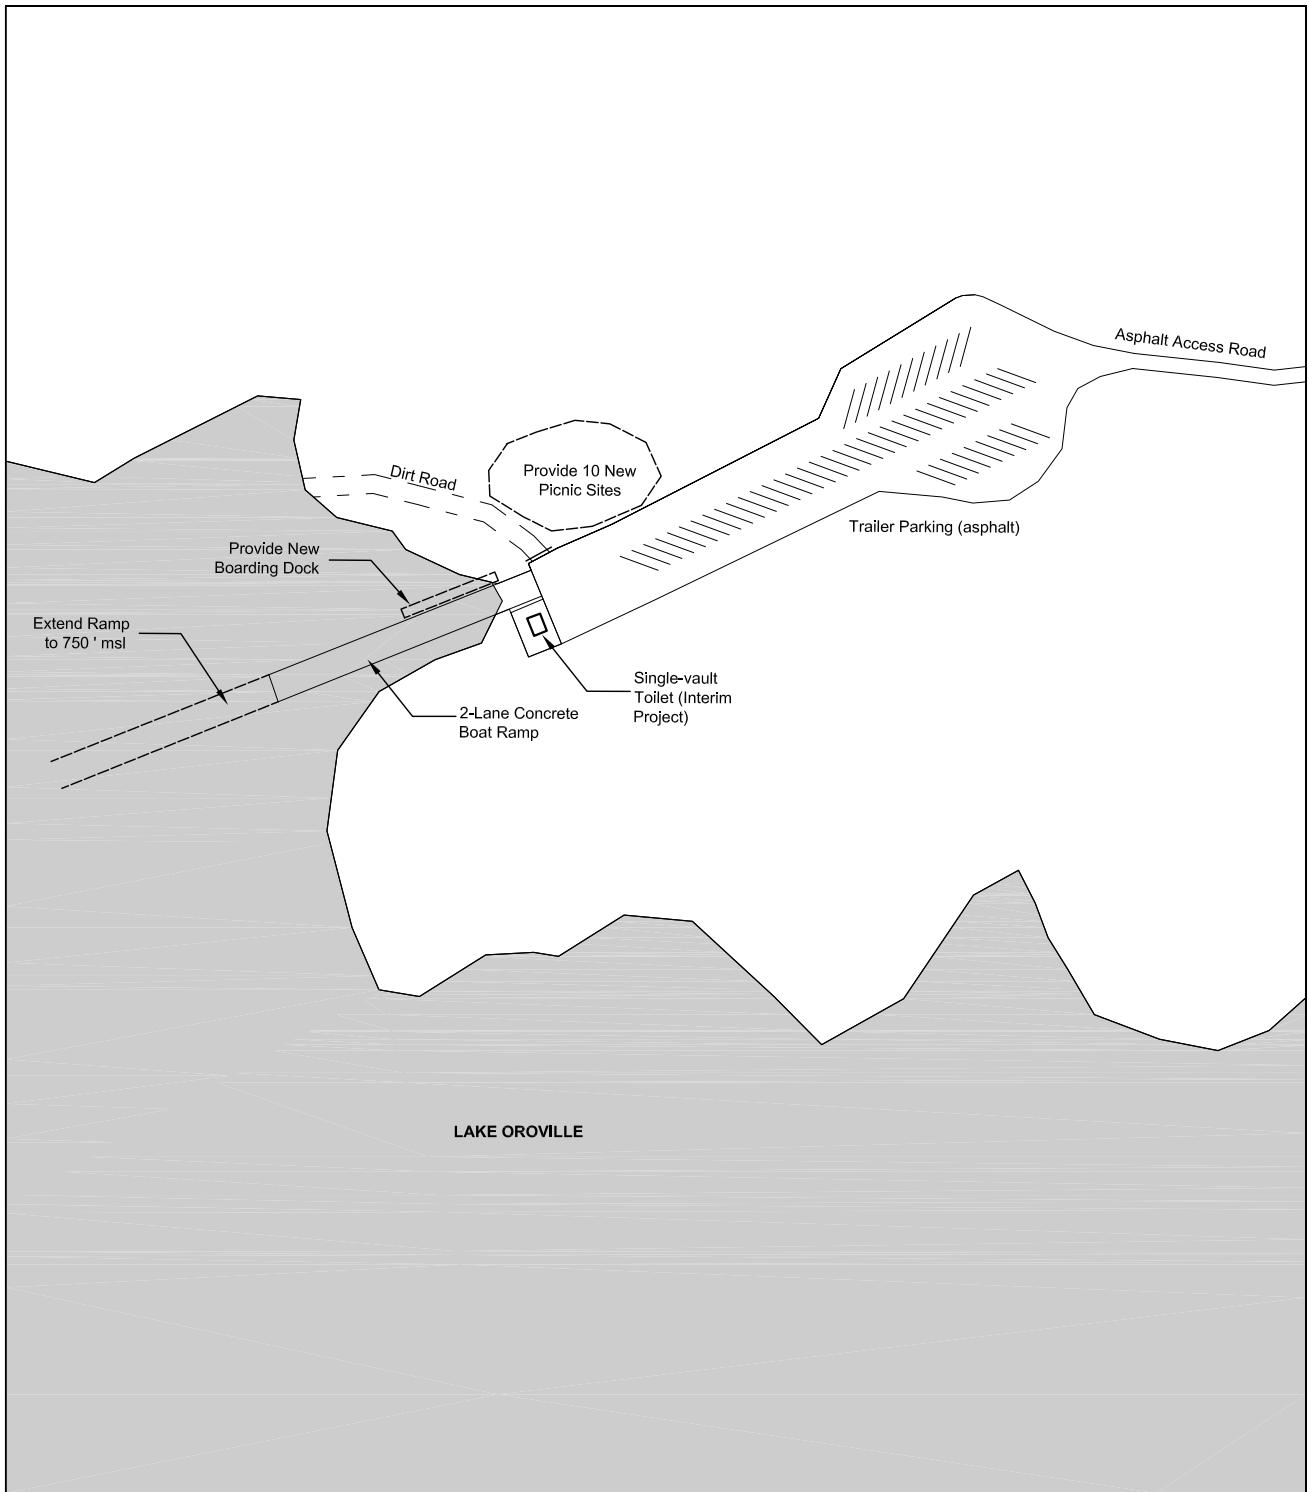 Asphalt Access Road
Dirt Road
Provide 10 New
Picnic Sites
Trailer Parking (asphalt)
Provide New
Boarding Dock
Extend Ramp
to 750 ' msl
Single-vault
Toilet (Interim
Project)
2-Lane Concrete
Boat Ramp
LAKE OROVILLE